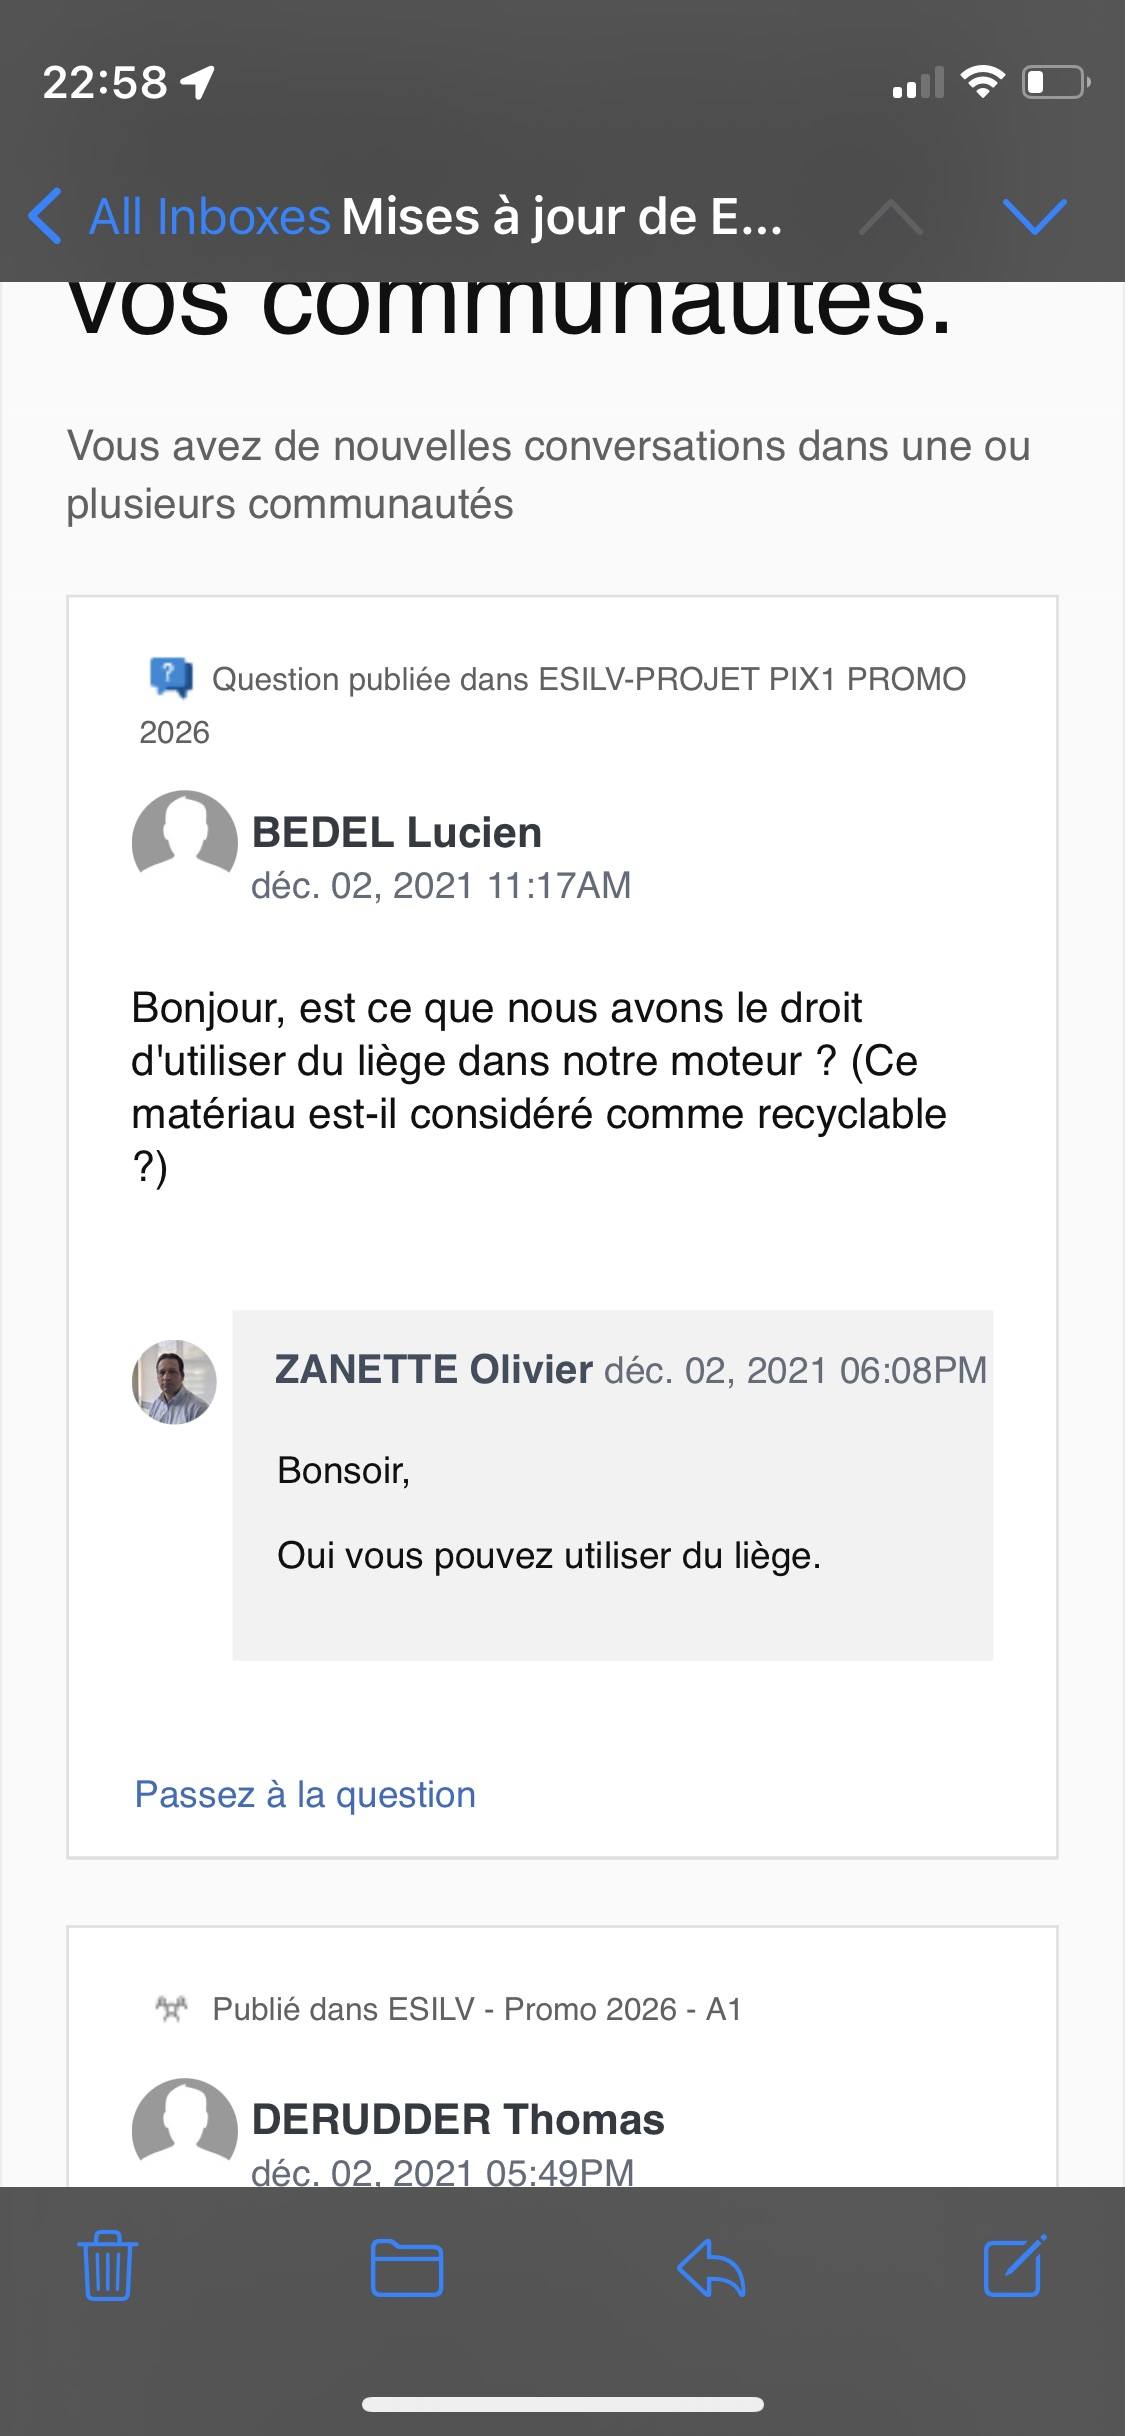 22:58
All Inboxes Mises à jour de E...
vos communautés.
Vous avez de nouvelles conversations dans une ou
plusieurs communautés
Question publiée dans ESILV-PROJET PIX1 PROMO
2026
BEDEL Lucien
déc. 02, 2021 11:17AM
Bonjour, est ce que nous avons le droit
d'utiliser du liège dans notre moteur ? (Ce
matériau est-il considéré comme recyclable
?)
ZANETTE Olivier déc. 02, 2021 06:08PM
Bonsoir,
Oui vous pouvez utiliser du liège.
Passez à la question
Publié dans ESILV - Promo 2026 - A1
DERUDDER Thomas
déc. 02, 2021 05:49PM